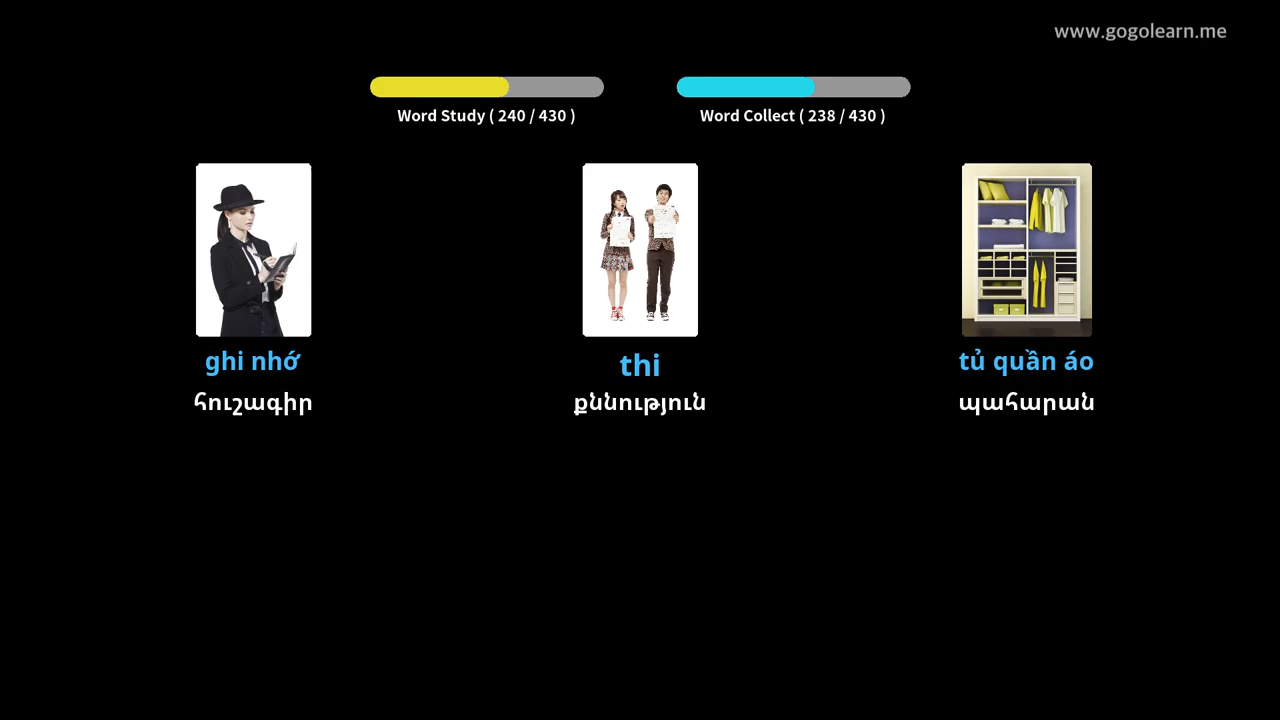 www.gogolearn.me
Word Study ( 240 / 430 )
Word Collect ( 238 / 430 )
ghi nhớ
thi
tủ quần áo
հուշագիր
քննություն
պահարան